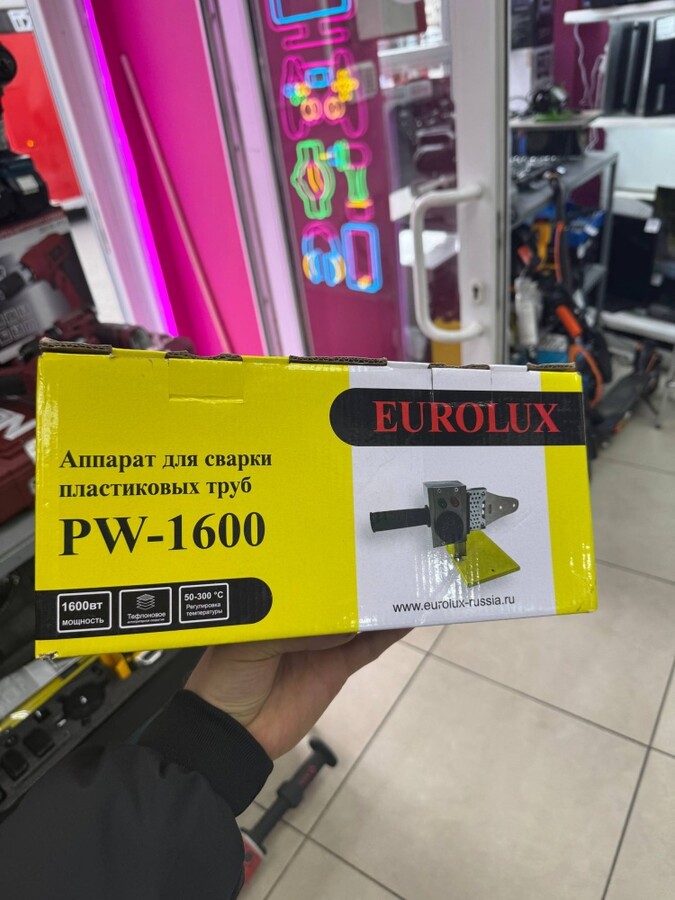 EUROLUX
Аппарат для сварки
пластиковых труб
PW-1600
1600вт
мощность
Тефлоновое
50-300 °C
Регулировка
температуры
www.eurolux-russia.ru